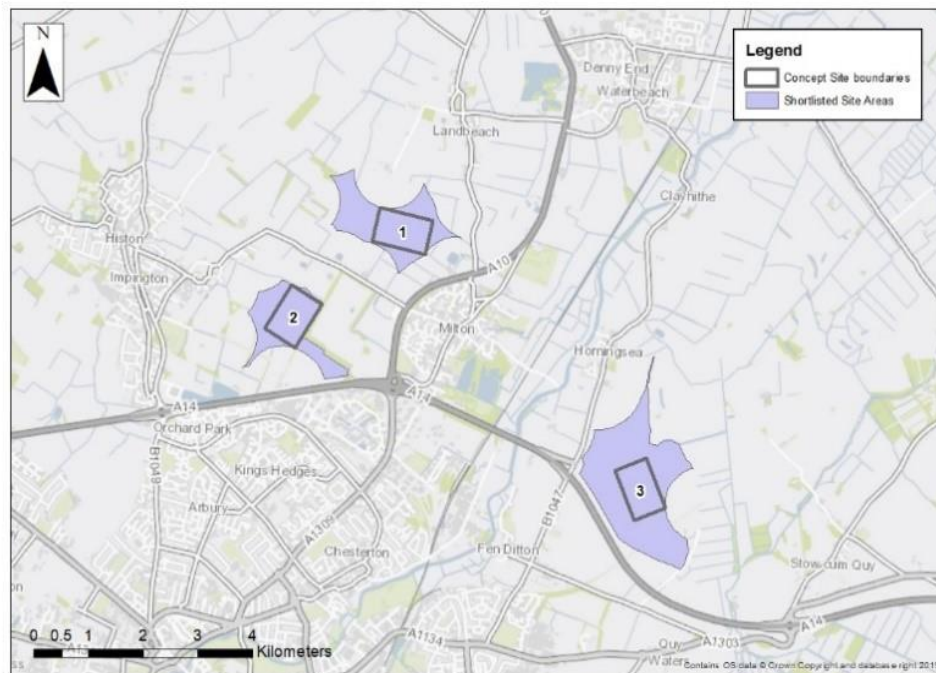 N
Legend
Concept Site boundaries
Shortlisted Site Areas
Denny End
Waterbeach
Landbeach
Clayhithe
Histon
1
Impington
A10
2
Milton
Horningsea
A14
A14
Orchard Park
B1049
Kings Hedges
3
Arbury
A1309
B1047
Chesterton
Fen Ditton
Stow cum Quy
0 0.5 1 2 3 4
Kilometers
A1134
Quy
A1303
A14
Contains OS data © Crown Copyright and database right